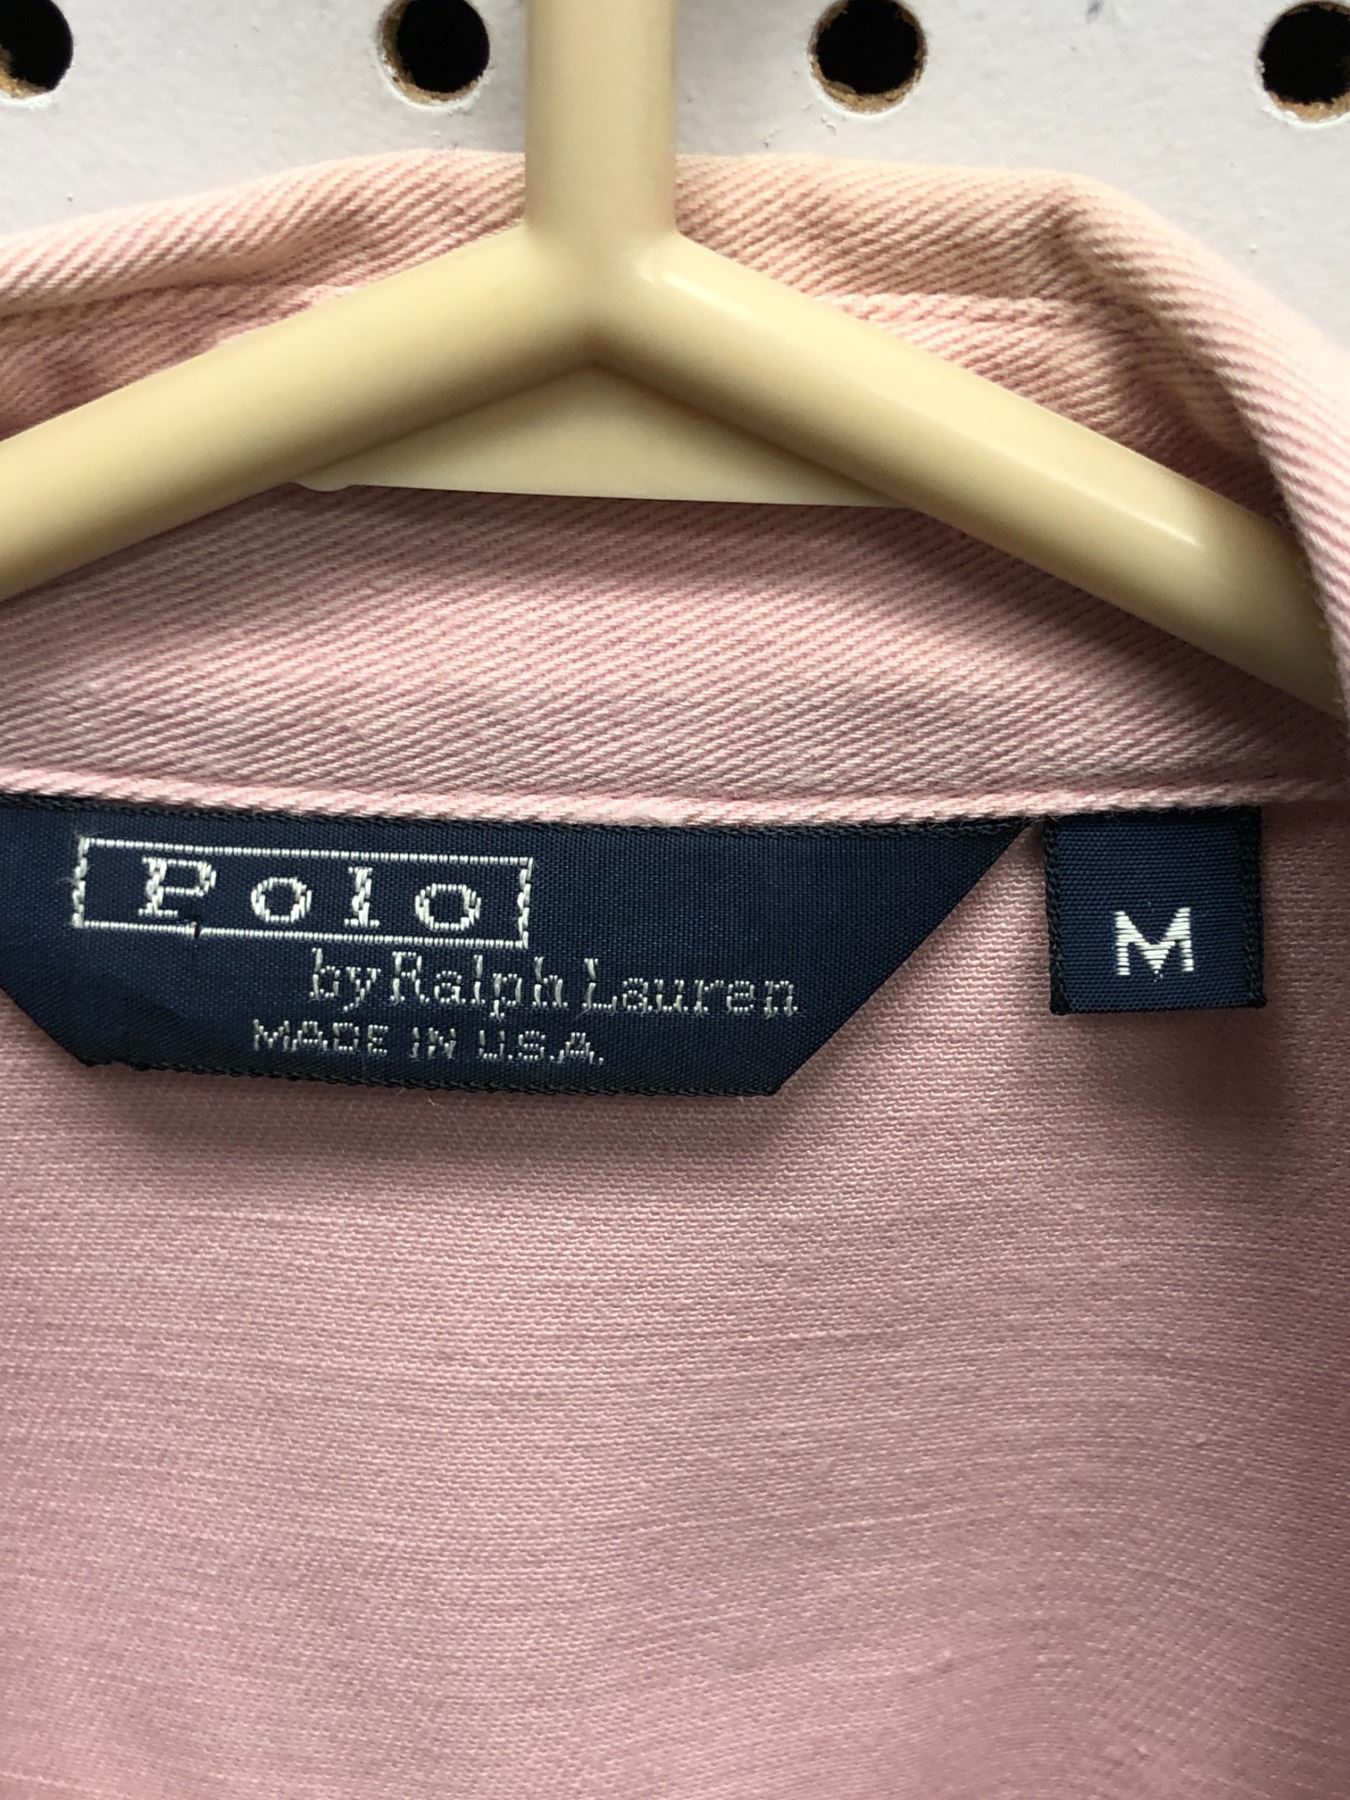 Polo
by Ralph Lauren
MADE IN U.S.A.
M